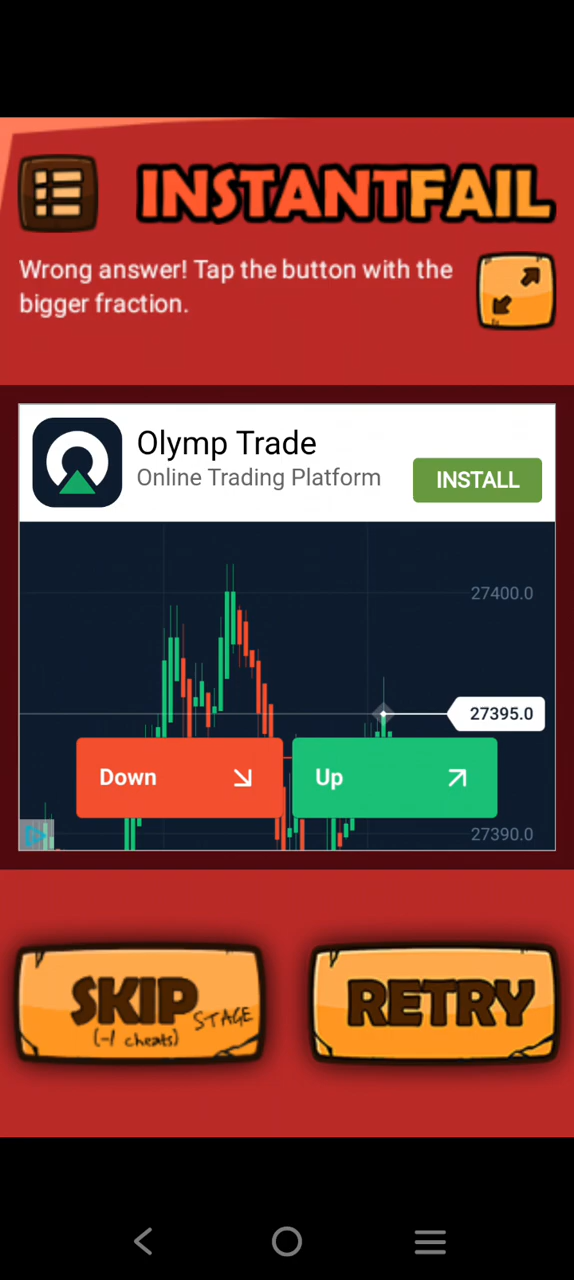 INSTANTFAIL
Wrong answer! Tap the button with the
bigger fraction.
Olymp Trade
Online Trading Platform
INSTALL
27400.0
27395.0
Down
Up
27390.0
SKIP
STAGE
(-1 cheats)
RETRY